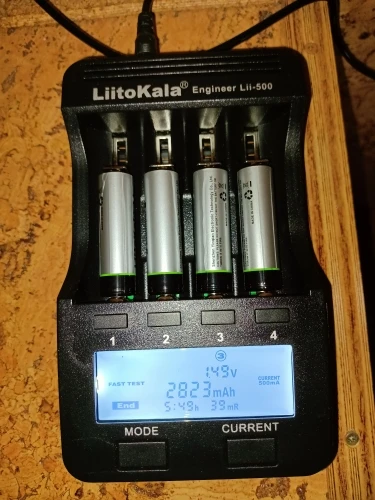 LiitoKala® Engineer Lii-500
1 2 3 4
3
1.49V
FAST TEST 2823mAh CURRENT
500mA
End 5:49h 39mR
MODE CURRENT